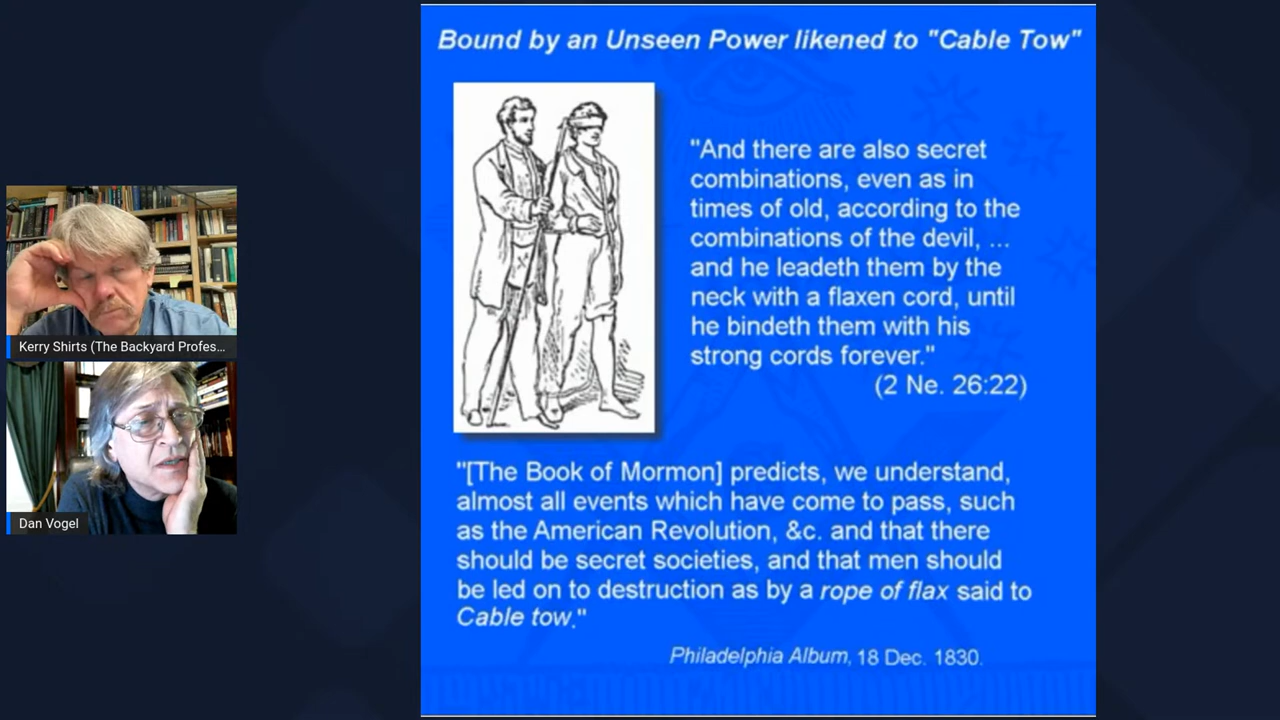 Bound by an Unseen Power likened to "Cable Tow"
"And there are also secret
combinations, even as in
times of old, according to the
combinations of the devil, ...
and he leadeth them by the
neck with a flaxen cord, until
he bindeth them with his
strong cords forever."
(2 Ne. 26:22)
"[The Book of Mormon] predicts, we understand,
almost all events which have come to pass, such
as the American Revolution, &c. and that there
should be secret societies, and that men should
be led on to destruction as by a rope of flax said to
Cable tow."
Philadelphia Album, 18 Dec. 1830.
Kerry Shirts (The Backyard Profes...
Dan Vogel